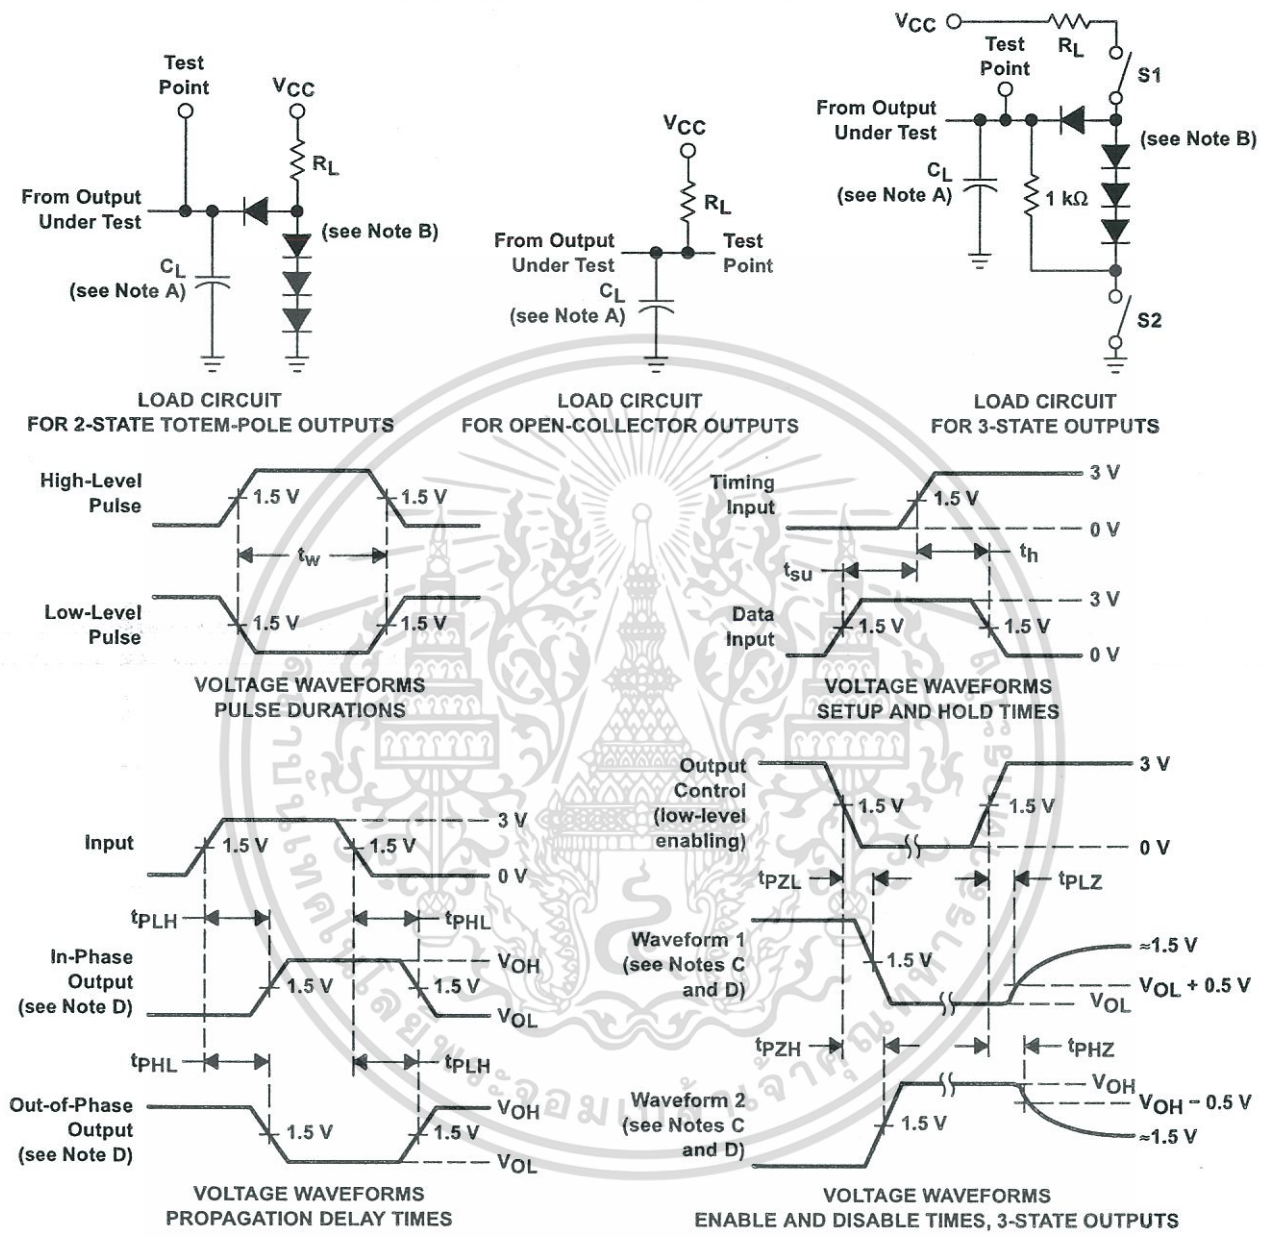 Test
Point
VCC
RL
From Output
Under Test
(see Note B)
CL
(see Note A)
LOAD CIRCUIT
FOR 2-STATE TOTEM-POLE OUTPUTS
VCC
RL
From Output
Under Test
Test
Point
CL
(see Note A)
LOAD CIRCUIT
FOR OPEN-COLLECTOR OUTPUTS
VCC
RL
Test
Point
S1
From Output
Under Test
(see Note B)
CL
(see Note A)
1 kΩ
S2
LOAD CIRCUIT
FOR 3-STATE OUTPUTS
High-Level
Pulse
1.5 V
1.5 V
tw
Low-Level
Pulse
1.5 V
1.5 V
VOLTAGE WAVEFORMS
PULSE DURATIONS
Timing
Input
3 V
1.5 V
0 V
th
tsu
Data
Input
3 V
1.5 V
1.5 V
0 V
VOLTAGE WAVEFORMS
SETUP AND HOLD TIMES
Input
3 V
1.5 V
1.5 V
0 V
tPLH
tPHL
In-Phase
Output
(see Note D)
VOH
1.5 V
1.5 V
VOL
tPHL
tPLH
Out-of-Phase
Output
(see Note D)
VOH
1.5 V
1.5 V
VOL
VOLTAGE WAVEFORMS
PROPAGATION DELAY TIMES
Output
Control
(low-level
enabling)
3 V
1.5 V
1.5 V
0 V
tPZL
tPLZ
Waveform 1
(see Notes C
and D)
1.5 V
≈1.5 V
VOL + 0.5 V
VOL
tPZH
tPHZ
Waveform 2
(see Notes C
and D)
1.5 V
VOH
VOH − 0.5 V
≈1.5 V
VOLTAGE WAVEFORMS
ENABLE AND DISABLE TIMES, 3-STATE OUTPUTS